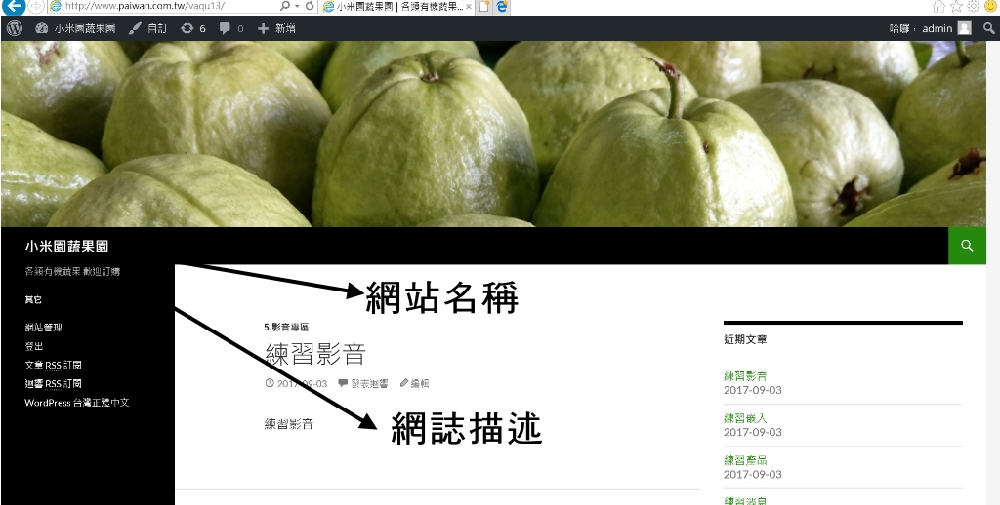 http://www.paiwan.com.tw/vaqu13/
小米園蔬果園 | 各類有機蔬果...
小米園蔬果園 自訂 6 0 新增
哈囉， admin
小米園蔬果園
各類有機蔬果 歡迎訂購
其它
網站管理
登出
文章 RSS 訂閱
迴響 RSS 訂閱
WordPress 台灣正體中文
網站名稱
5.影音專區
練習影音
2017-09-03 發表迴響 編輯
練習影音
網誌描述
近期文章
練習影音
2017-09-03
練習嵌入
2017-09-03
練習產品
2017-09-03
練習消息